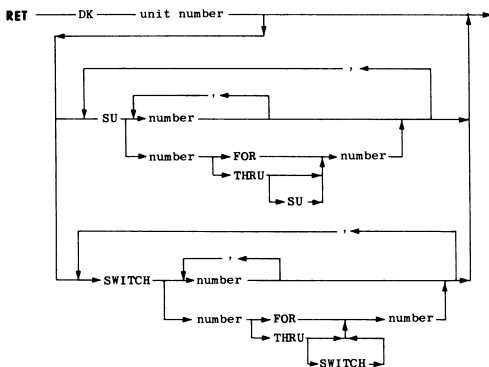 RET DK unit number
,
,
SU number
number FOR number
THRU
SU
,
,
SWITCH number
number FOR number
THRU
SWITCH